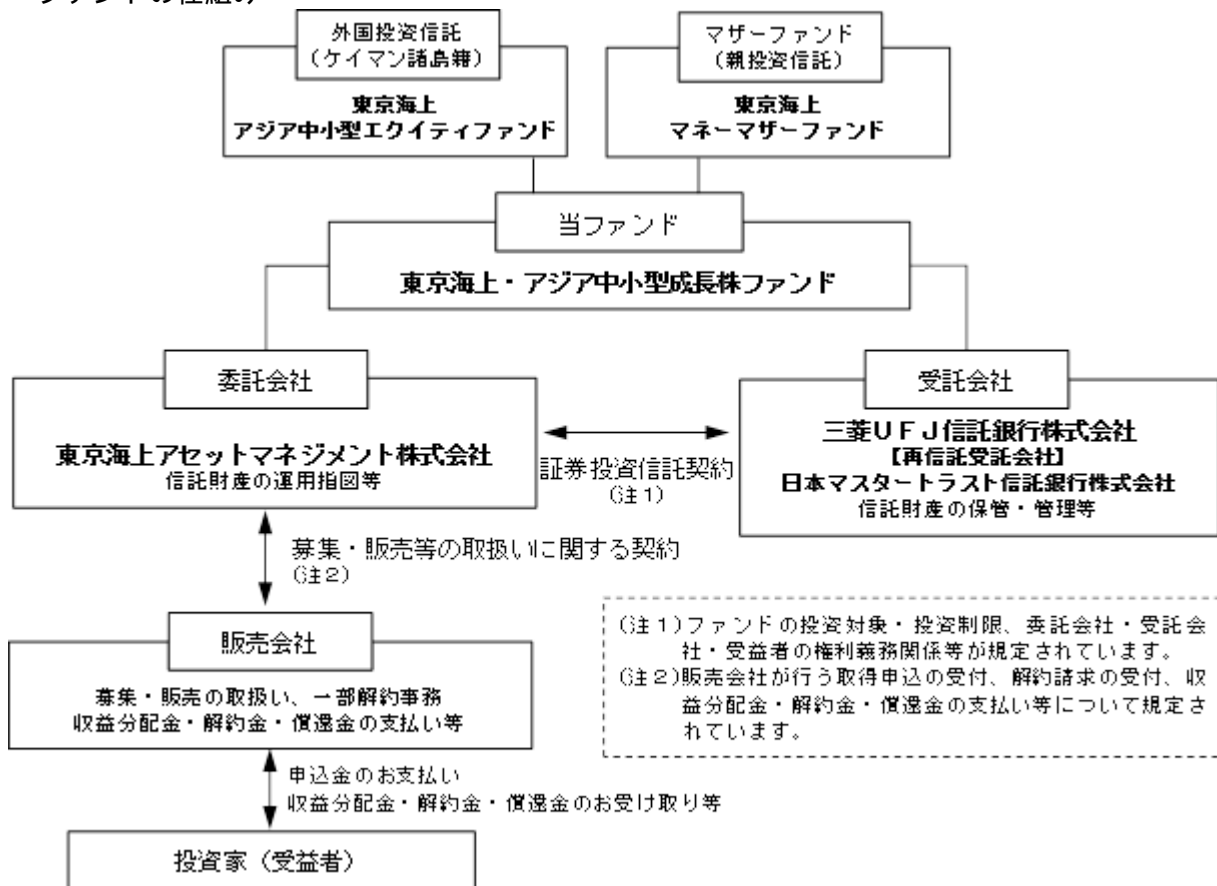 ファンドの仕組み
外国投資信託
(ケイマン諸島籍)
東京海上
アジア中小型エクイティファンド
マザーファンド
(親投資信託)
東京海上
マネーマザーファンド
当ファンド
東京海上・アジア中小型成長株ファンド
委託会社
東京海上アセットマネジメント株式会社
信託財産の運用指図等
証券投資信託契約
(注1)
受託会社
三菱UFJ信託銀行株式会社
【再信託受託会社】
日本マスタートラスト信託銀行株式会社
信託財産の保管・管理等
募集・販売等の取扱いに関する契約
(注2)
販売会社
募集・販売の取扱い、一部解約事務
収益分配金・解約金・償還金の支払い等
(注1)ファンドの投資対象・投資制限、委託会社・受託会
社・受益者の権利義務関係等が規定されています。
(注2)販売会社が行う取得申込の受付、解約請求の受付、収
益分配金・解約金・償還金の支払い等について規定さ
れています。
申込金のお支払い
収益分配金・解約金・償還金のお受け取り等
投資家(受益者)